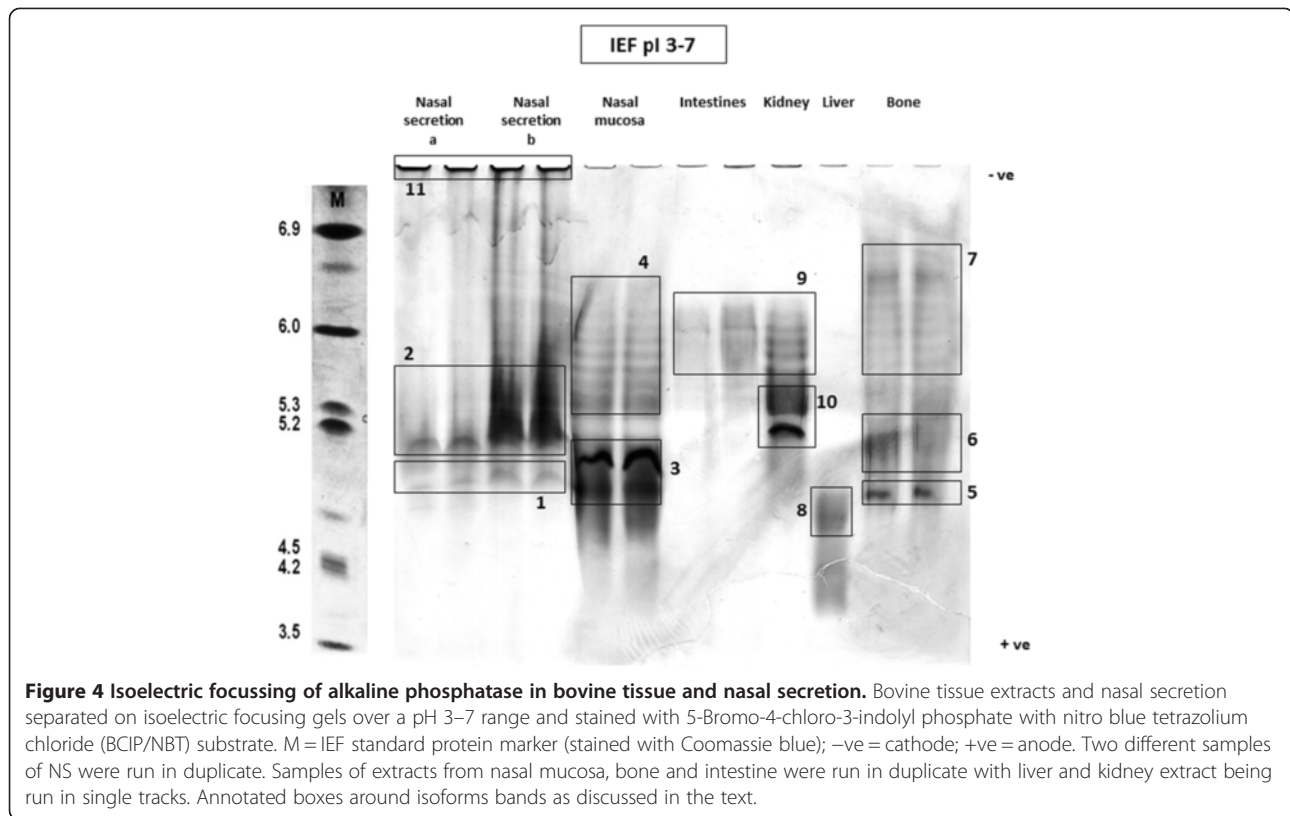 IEF pI 3-7
Nasal secretion a
Nasal secretion b
Nasal mucosa
Intestines
Kidney
Liver
Bone
- ve
11
M
6.9
7
4
9
6.0
2
5.3
5.2
10
6
3
5
1
8
4.5
4.2
3.5
+ ve
Figure 4 Isoelectric focussing of alkaline phosphatase in bovine tissue and nasal secretion. Bovine tissue extracts and nasal secretion
separated on isoelectric focusing gels over a pH 3–7 range and stained with 5-Bromo-4-chloro-3-indolyl phosphate with nitro blue tetrazolium
chloride (BCIP/NBT) substrate. M = IEF standard protein marker (stained with Coomassie blue); −ve = cathode; +ve = anode. Two different samples
of NS were run in duplicate. Samples of extracts from nasal mucosa, bone and intestine were run in duplicate with liver and kidney extract being
run in single tracks. Annotated boxes around isoforms bands as discussed in the text.